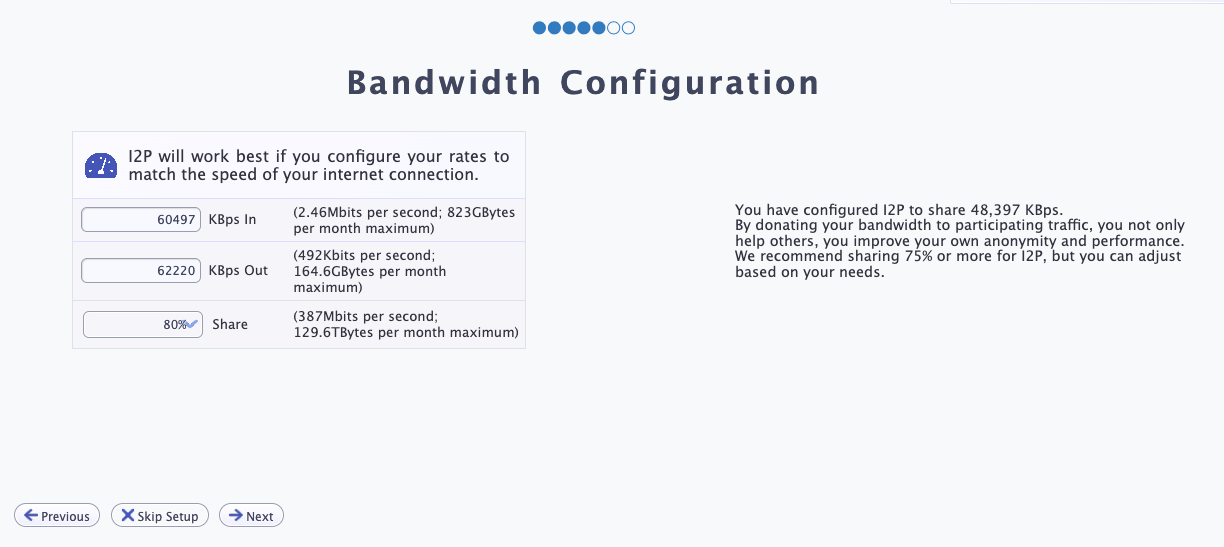 Bandwidth Configuration
I2P will work best if you configure your rates to
match the speed of your internet connection.
60497 KBps In (2.46Mbits per second; 823GBytes
per month maximum)
62220 KBps Out (492Kbits per second;
164.6GBytes per month
maximum)
80% Share (387Mbits per second;
129.6TBytes per month maximum)
You have configured I2P to share 48,397 KBps.
By donating your bandwidth to participating traffic, you not only
help others, you improve your own anonymity and performance.
We recommend sharing 75% or more for I2P, but you can adjust
based on your needs.
Previous Skip Setup Next